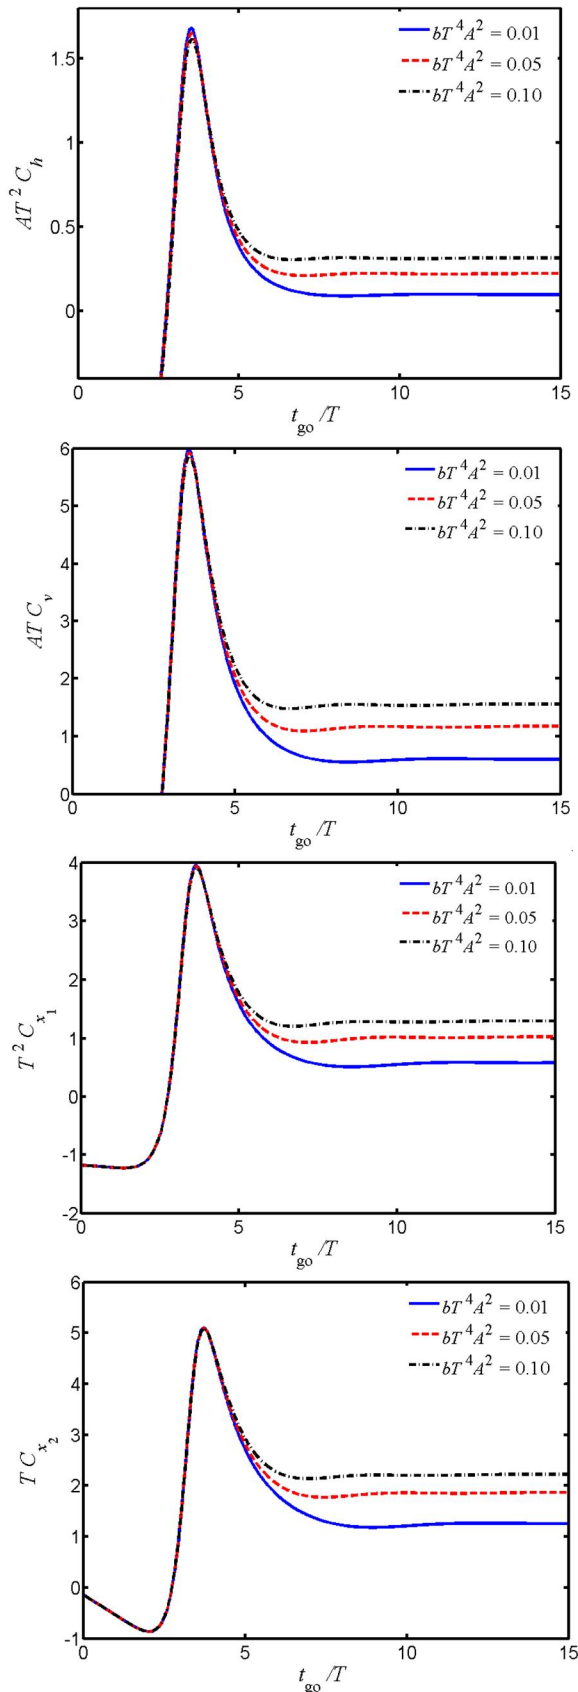 1.5
1
0.5
0
AT² C_h
bT⁴A² = 0.01
bT⁴A² = 0.05
bT⁴A² = 0.10
0 5 10 15
t_go /T
6
5
4
3
2
1
0
AT C_v
bT⁴A² = 0.01
bT⁴A² = 0.05
bT⁴A² = 0.10
0 5 10 15
t_go /T
4
3
2
1
0
-1
-2
T² C_x₁
bT⁴A² = 0.01
bT⁴A² = 0.05
bT⁴A² = 0.10
0 5 10 15
t_go /T
6
5
4
3
2
1
0
-1
T C_x₂
bT⁴A² = 0.01
bT⁴A² = 0.05
bT⁴A² = 0.10
0 5 10 15
t_go /T